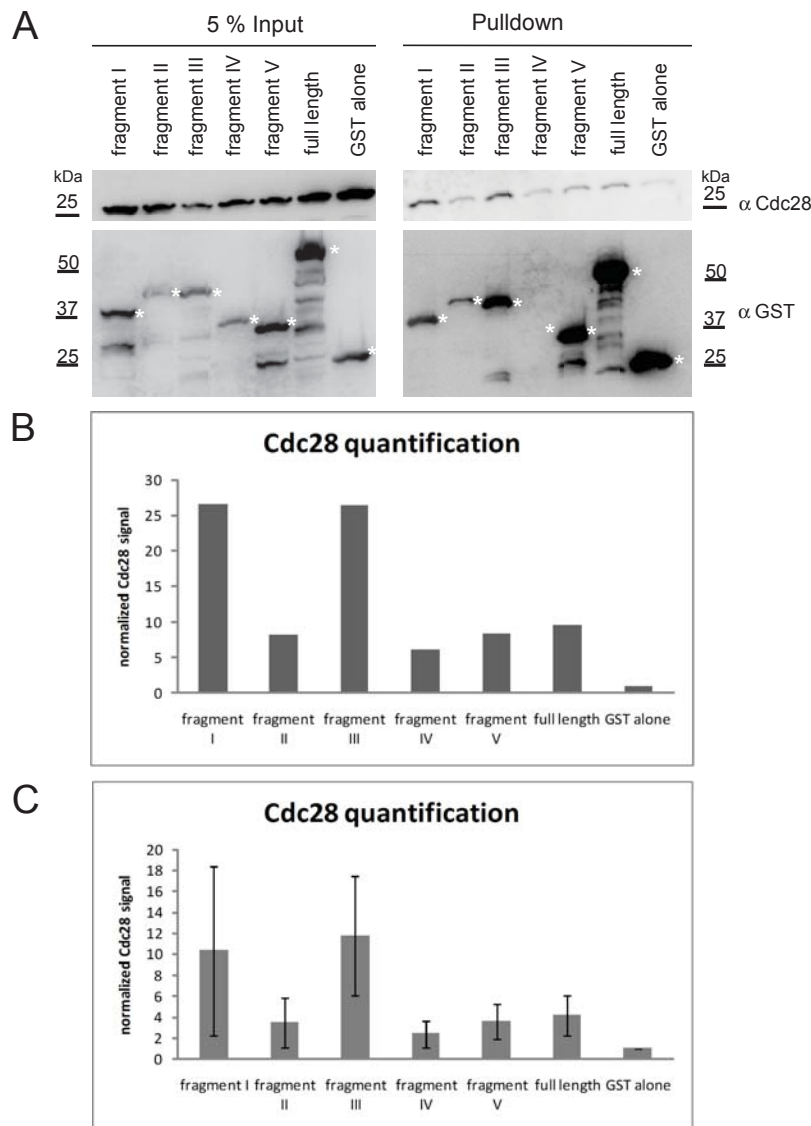 A
5 % Input
Pulldown
fragment I
fragment II
fragment III
fragment IV
fragment V
full length
GST alone
fragment I
fragment II
fragment III
fragment IV
fragment V
full length
GST alone
kDa
25
kDa
25
α Cdc28
50
37
25
* * * * * * *
50
37
25
* * * * * * *
α GST
B
Cdc28 quantification
normalized Cdc28 signal
30
25
20
15
10
5
0
fragment I
fragment II
fragment III
fragment IV
fragment V
full length
GST alone
C
Cdc28 quantification
normalized Cdc28 signal
20
18
16
14
12
10
8
6
4
2
0
fragment I
fragment II
fragment III
fragment IV
fragment V
full length
GST alone